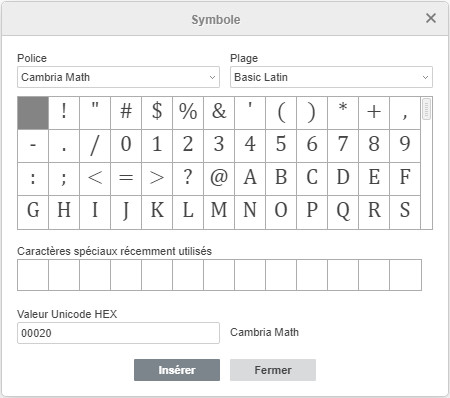 Symbole
Police Plage
Cambria Math Basic Latin
! " # $ % & ' ( ) * + ,
- . / 0 1 2 3 4 5 6 7 8 9
: ; < = > ? @ A B C D E F
G H I J K L M N O P Q R S
Caractères spéciaux récemment utilisés
Valeur Unicode HEX
00020 Cambria Math
Insérer Fermer